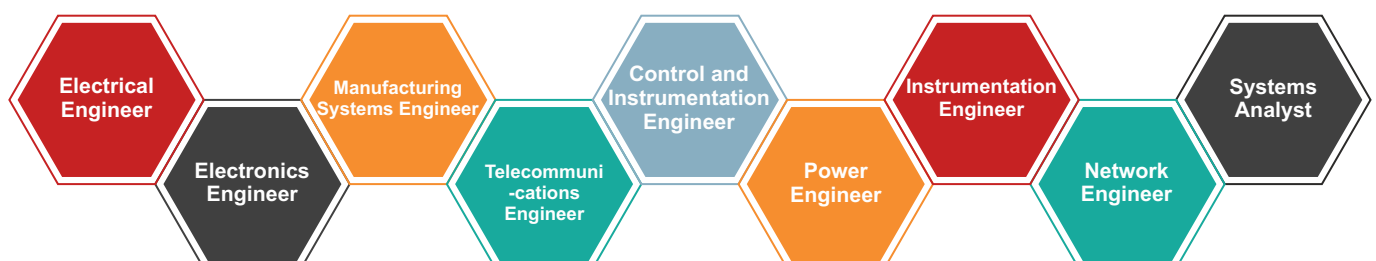 Electrical
Engineer
Electronics
Engineer
Manufacturing
Systems Engineer
Telecommuni
-cations
Engineer
Control and
Instrumentation
Engineer
Power
Engineer
Instrumentation
Engineer
Network
Engineer
Systems
Analyst